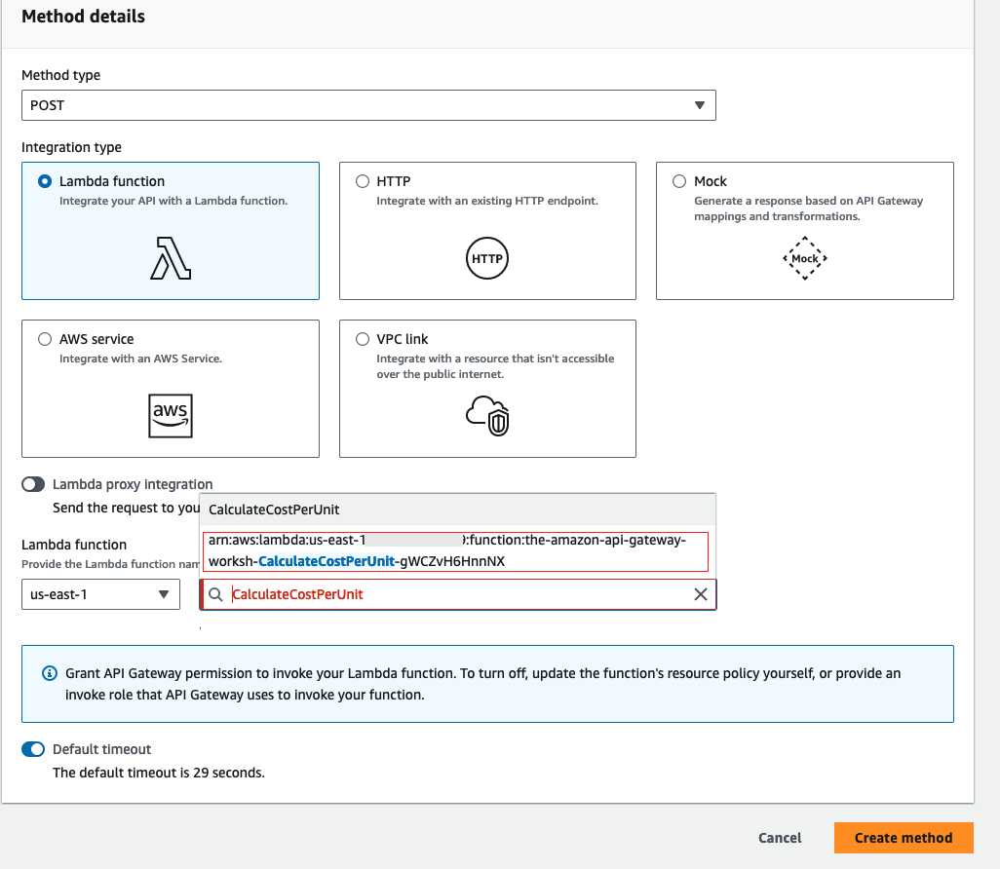 Method details
Method type
POST
Integration type
Lambda function
Integrate your API with a Lambda function.
HTTP
Integrate with an existing HTTP endpoint.
HTTP
Mock
Generate a response based on API Gateway
mappings and transformations.
Mock
AWS service
Integrate with an AWS Service.
aws
VPC link
Integrate with a resource that isn't accessible
over the public internet.
Lambda proxy integration
Send the request to you
CalculateCostPerUnit
arn:aws:lambda:us-east-1 :function:the-amazon-api-gateway-
worksh-CalculateCostPerUnit-gWCZvH6HnnNX
Lambda function
Provide the Lambda function nam
us-east-1
CalculateCostPerUnit
Grant API Gateway permission to invoke your Lambda function. To turn off, update the function's resource policy yourself, or provide an
invoke role that API Gateway uses to invoke your function.
Default timeout
The default timeout is 29 seconds.
Cancel
Create method